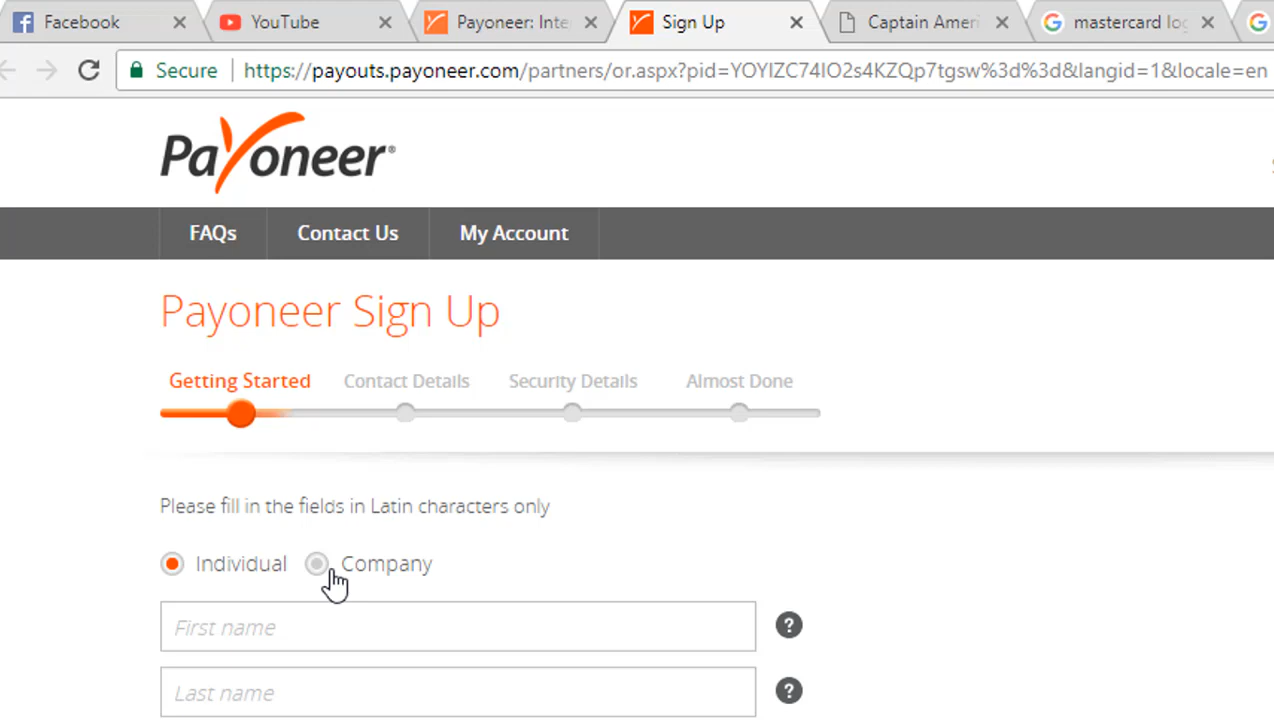 Facebook YouTube Payoneer: Inte Sign Up Captain Ameri mastercard log
Secure https://payouts.payoneer.com/partners/or.aspx?pid=YOYIZC74IO2s4KZQp7tgsw%3d%3d&langid=1&locale=en
Payoneer®
FAQs Contact Us My Account
Payoneer Sign Up
Getting Started Contact Details Security Details Almost Done
Please fill in the fields in Latin characters only
Individual Company
First name ?
Last name ?